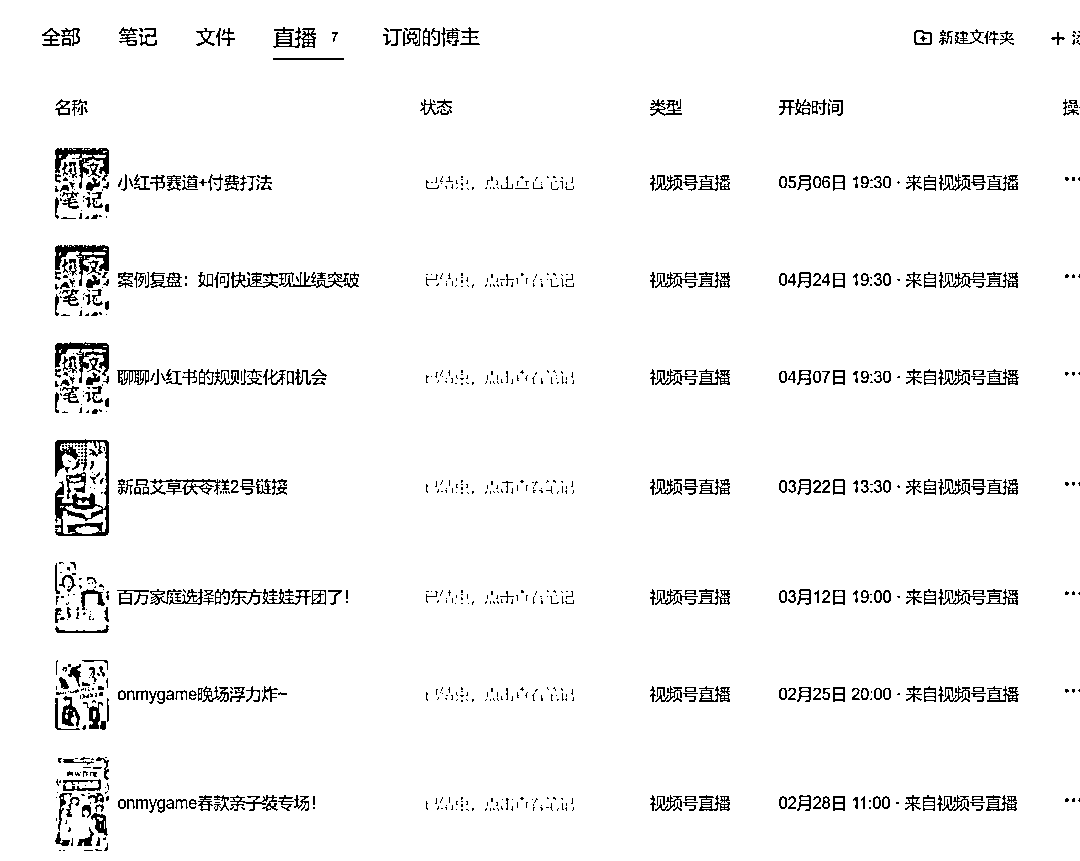 全部 笔记 文件 直播 7 订阅的博主 新建文件夹 +
名称 状态 类型 开始时间
小红书赛道+付费打法 已结束，点击查看笔记 视频号直播 05月06日 19:30 · 来自视频号直播 ···
案例复盘：如何快速实现业绩突破 已结束，点击查看笔记 视频号直播 04月24日 19:30 · 来自视频号直播 ···
聊聊小红书的规则变化和机会 已结束，点击查看笔记 视频号直播 04月07日 19:30 · 来自视频号直播 ···
新品艾草茯苓糕2号链接 已结束，点击查看笔记 视频号直播 03月22日 13:30 · 来自视频号直播 ···
百万家庭选择的东方娃娃开团了！ 已结束，点击查看笔记 视频号直播 03月12日 19:00 · 来自视频号直播 ···
onmygame晚场浮力炸~ 已结束，点击查看笔记 视频号直播 02月25日 20:00 · 来自视频号直播 ···
onmygame春款亲子装专场！ 已结束，点击查看笔记 视频号直播 02月28日 11:00 · 来自视频号直播 ···